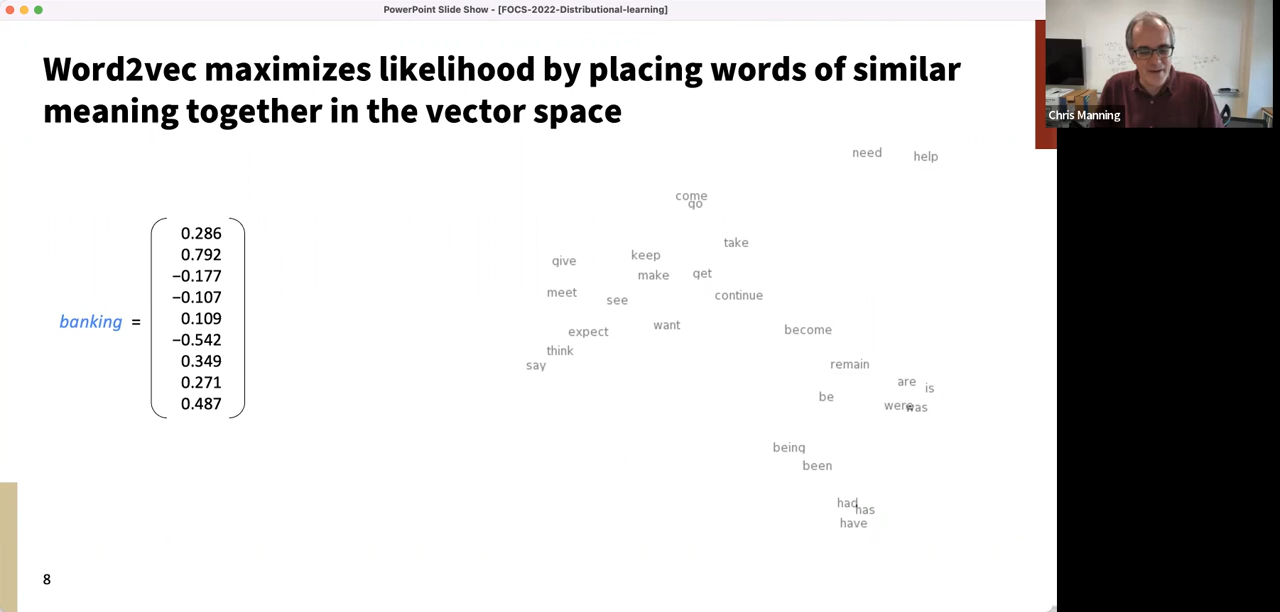 PowerPoint Slide Show - [FOCS-2022-Distributional-learning]
Word2vec maximizes likelihood by placing words of similar
meaning together in the vector space
Chris Manning
banking =
0.286
0.792
−0.177
−0.107
0.109
−0.542
0.349
0.271
0.487
need
help
come
go
take
give
keep
make
get
meet
see
continue
expect
want
become
think
say
remain
are
is
be
were
was
being
been
had
has
have
8